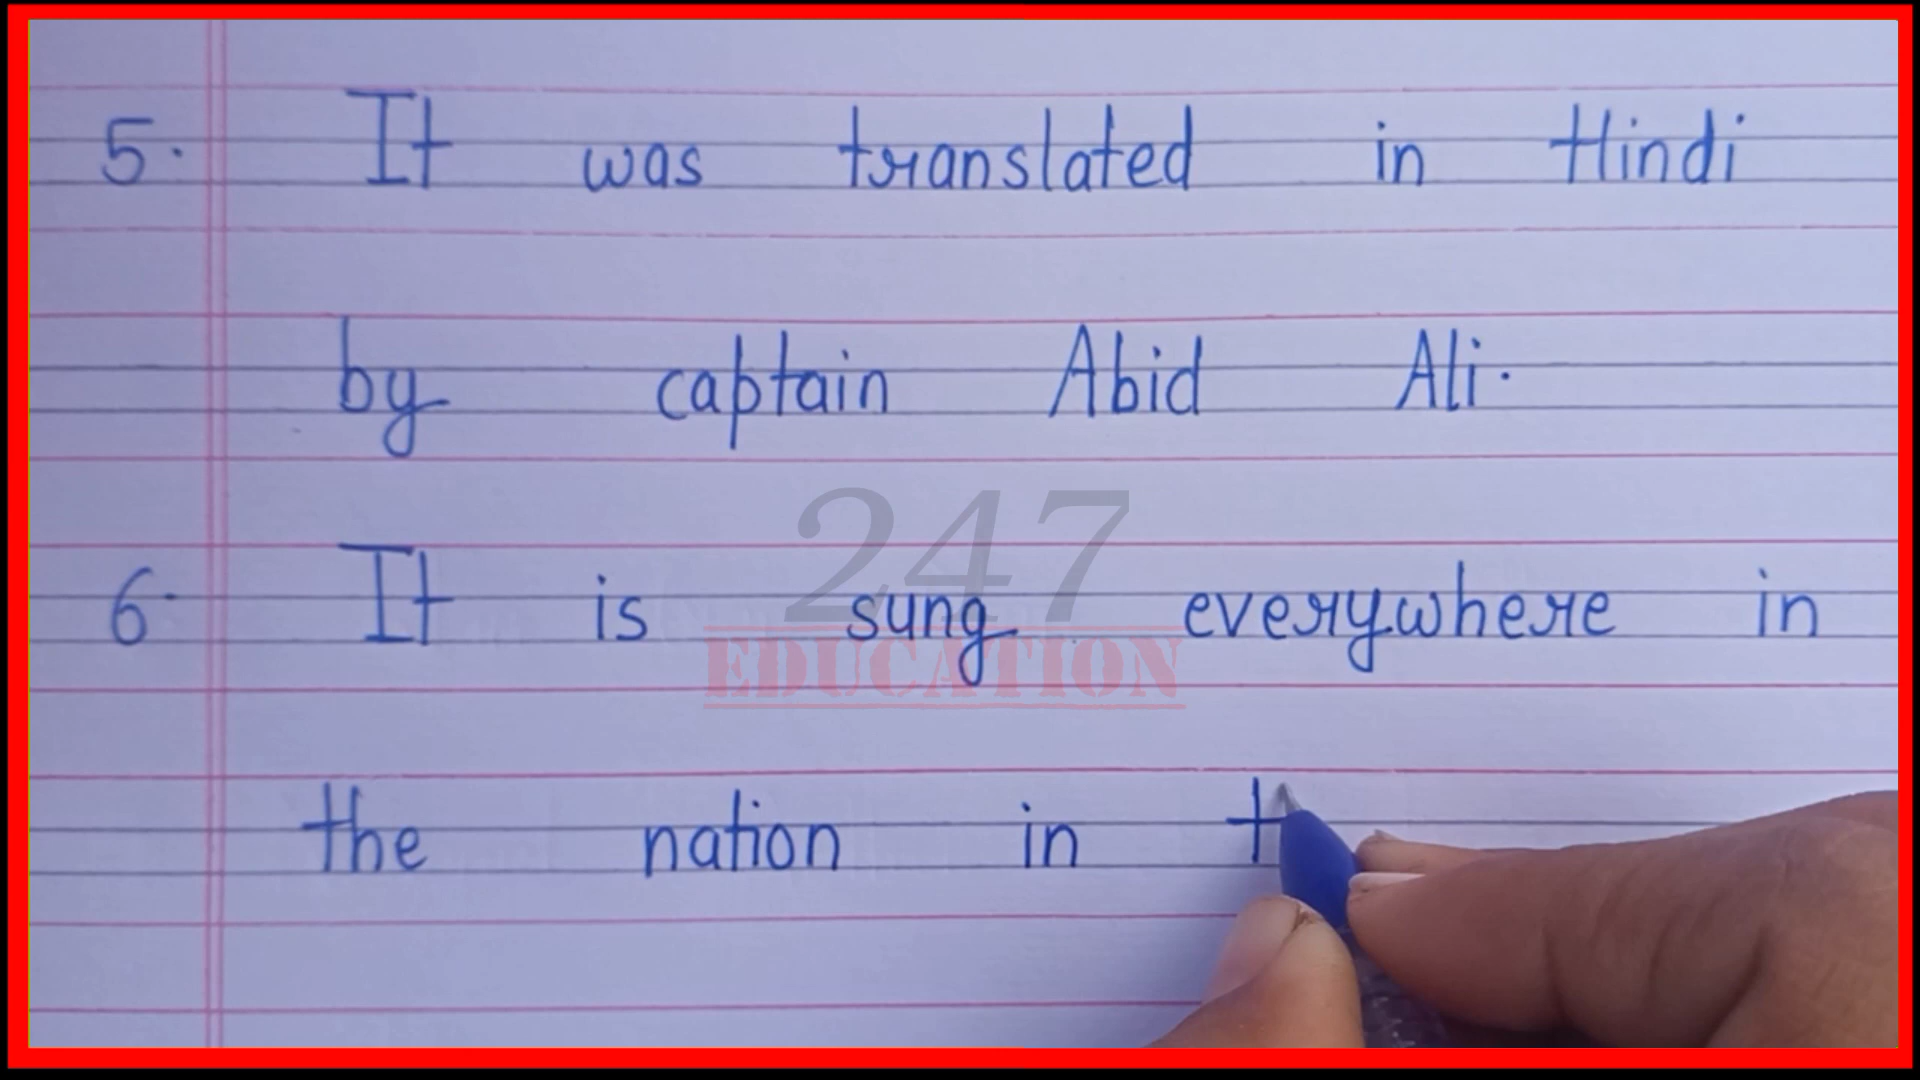 5. It was translated in Hindi
by captain Abid Ali.
247
6. It is sung everywhere in
EDUCATION
the nation in t